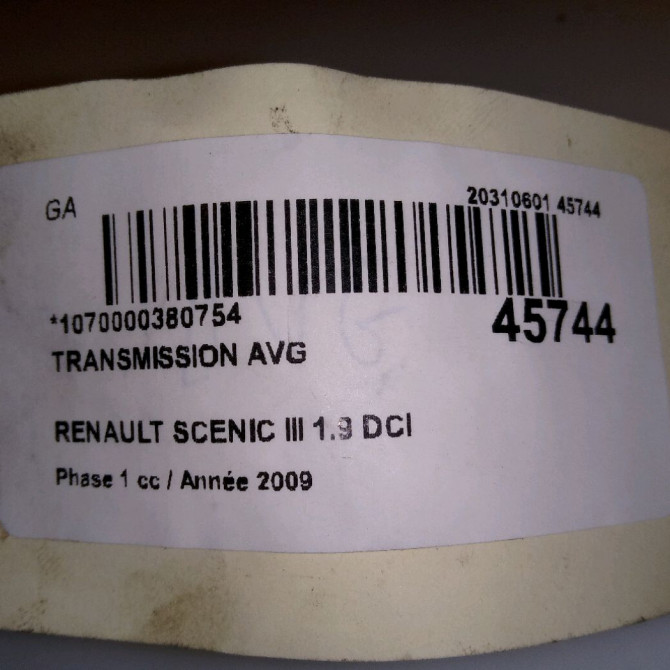 GA
20310601 45744
*1070000380754
45744
TRANSMISSION AVG
RENAULT SCENIC III 1.9 DCI
Phase 1 cc / Année 2009